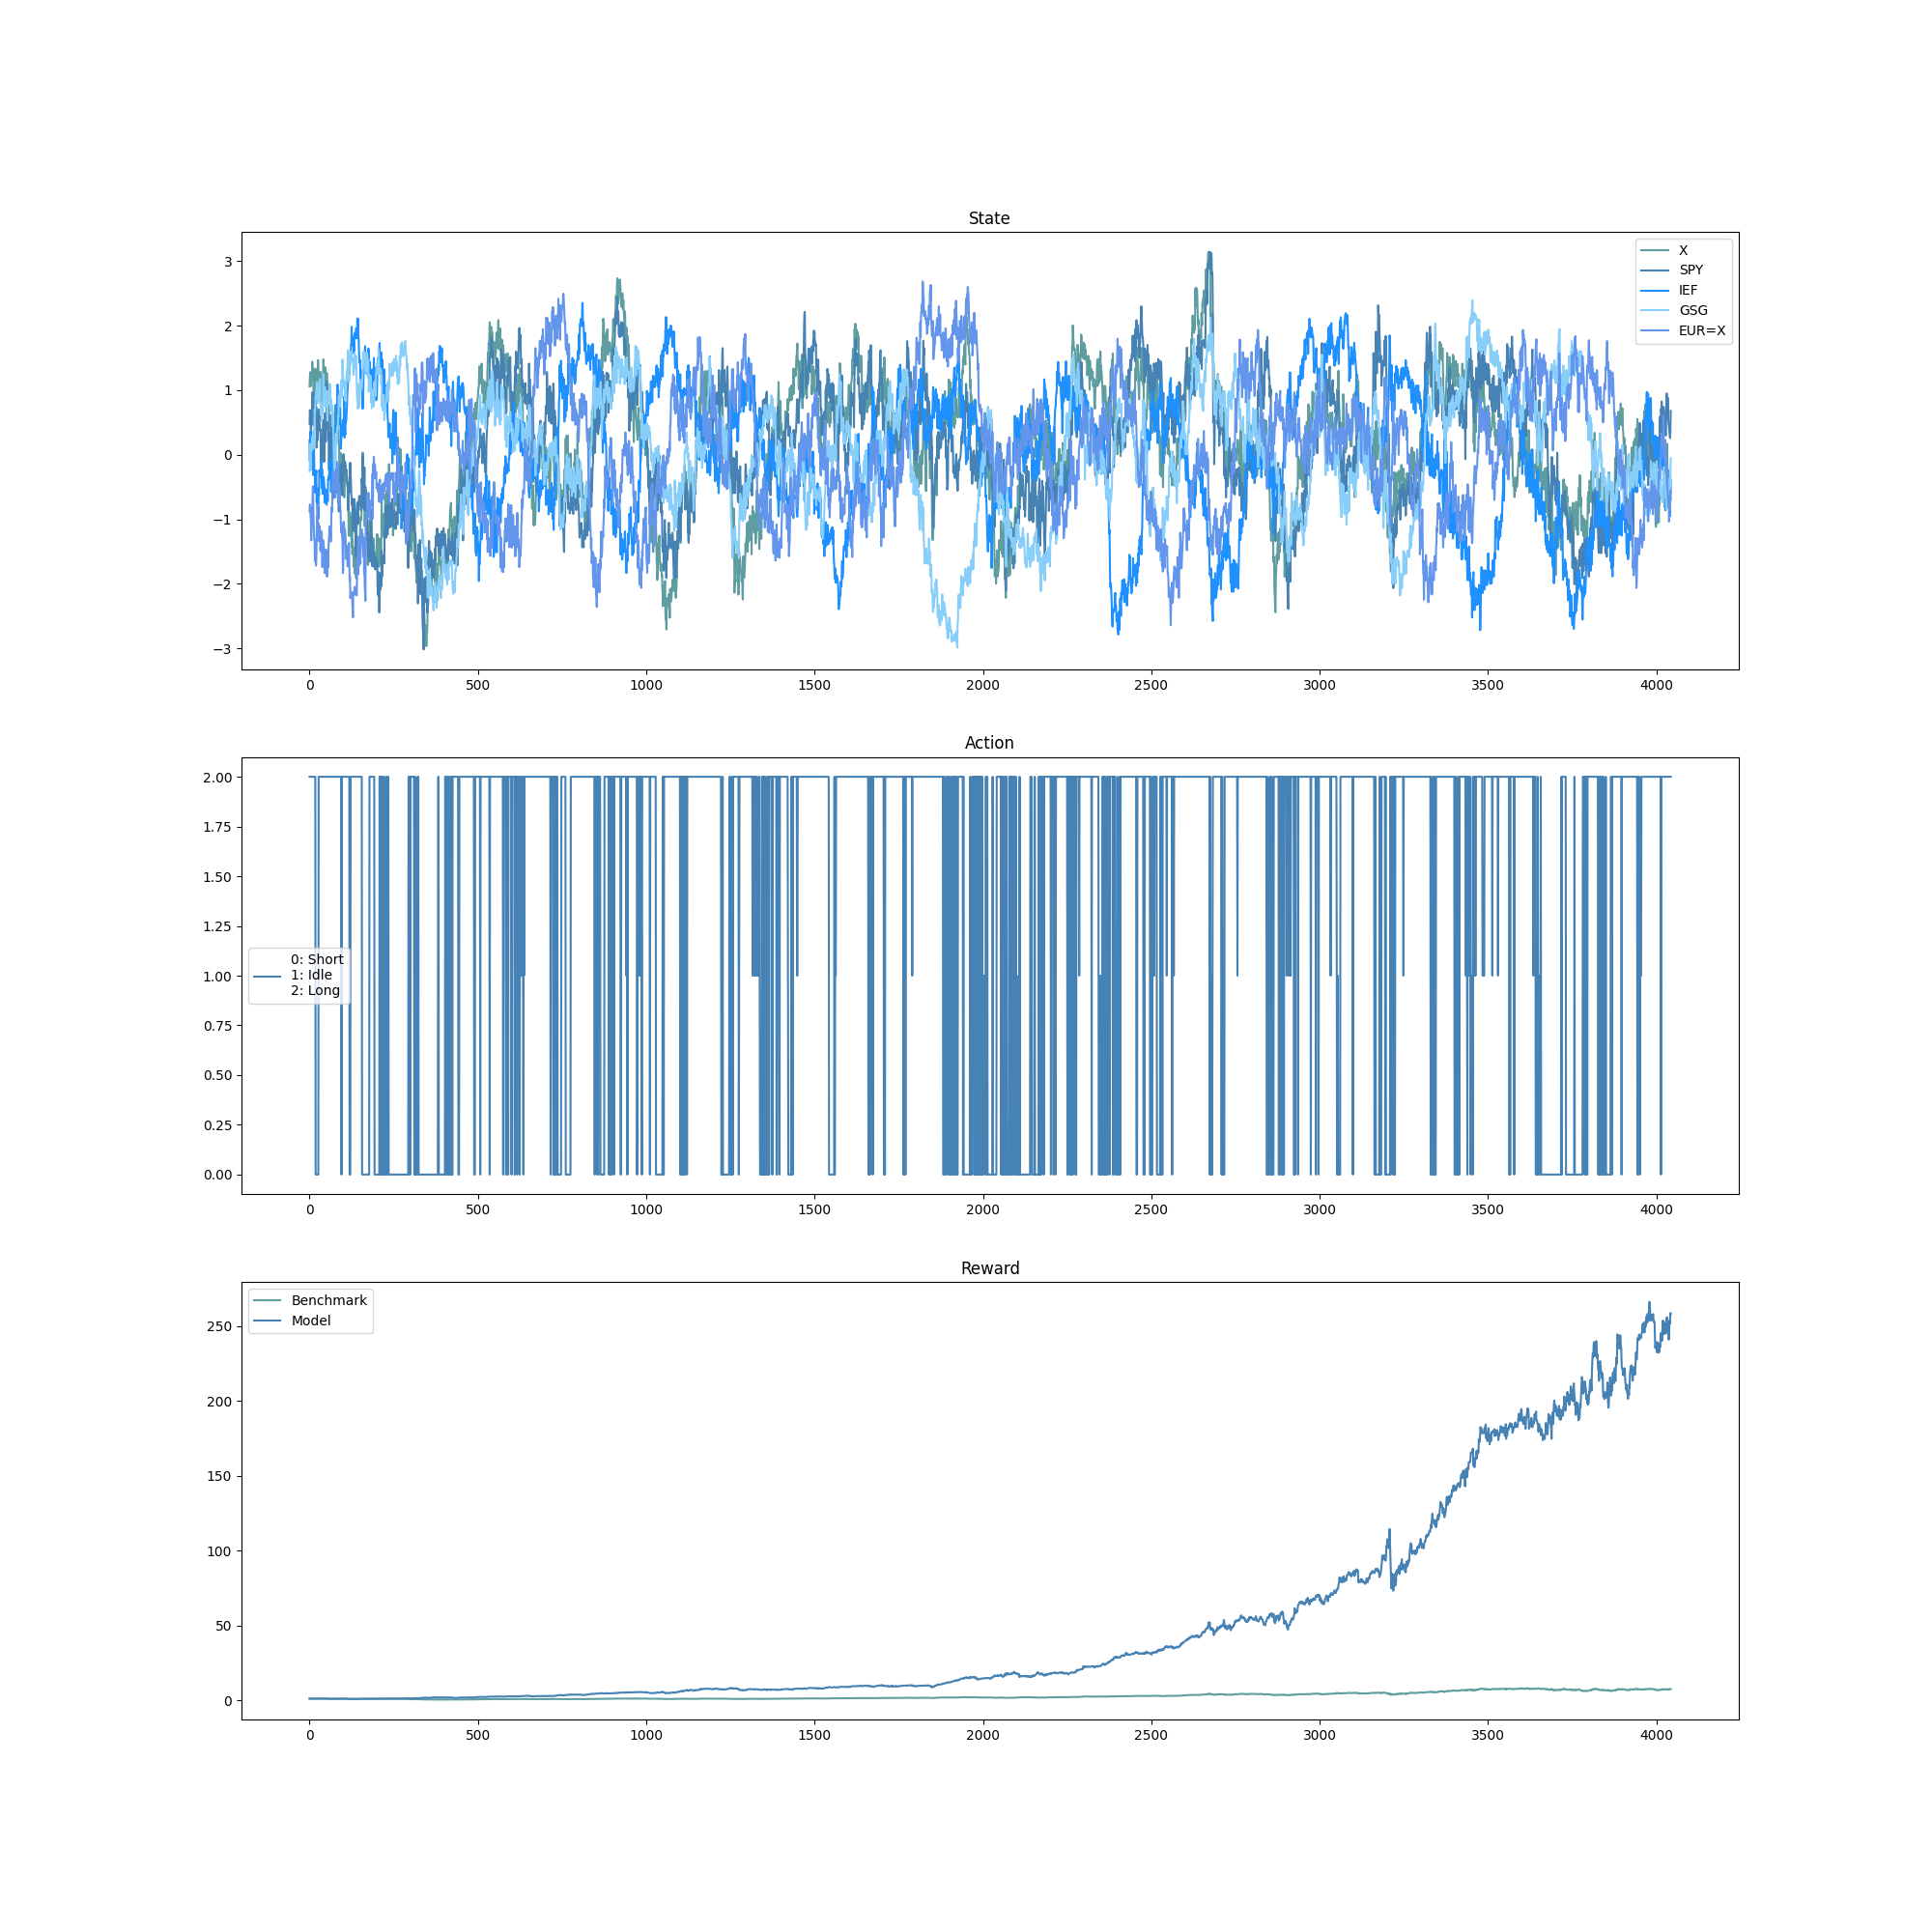 State
3
2
1
0
−1
−2
−3
X
SPY
IEF
GSG
EUR=X
0 500 1000 1500 2000 2500 3000 3500 4000
Action
2.00
1.75
1.50
1.25
1.00
0.75
0.50
0.25
0.00
0: Short
1: Idle
2: Long
0 500 1000 1500 2000 2500 3000 3500 4000
Reward
Benchmark
Model
250
200
150
100
50
0
0 500 1000 1500 2000 2500 3000 3500 4000